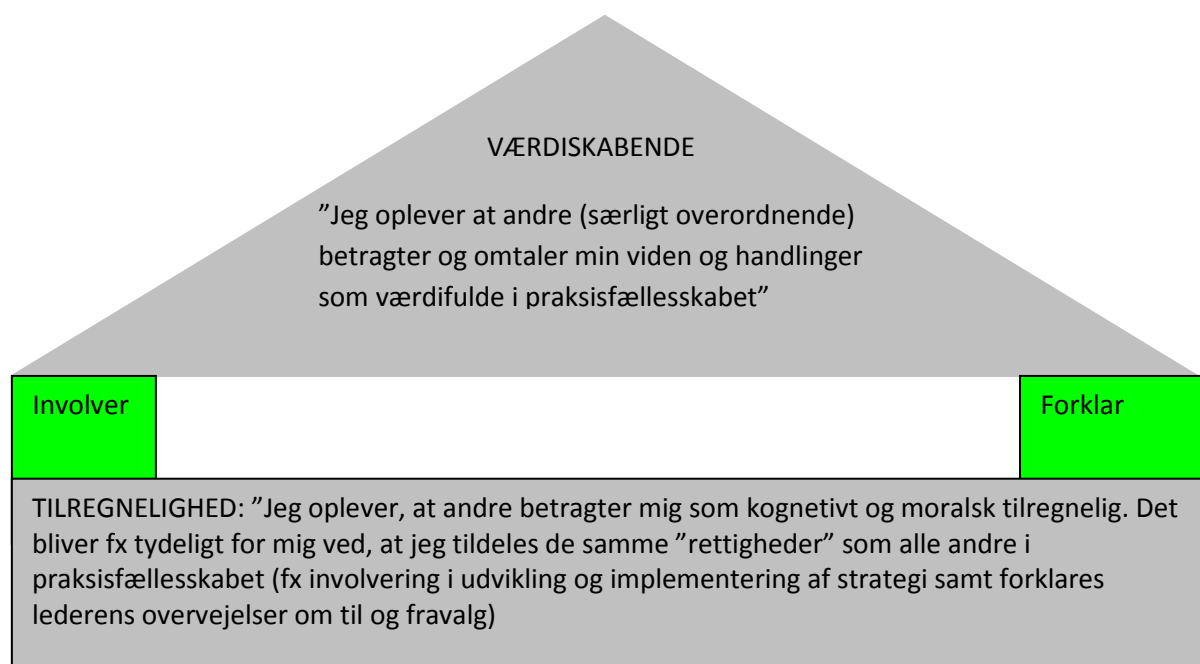 VÆRDISKABENDE
”Jeg oplever at andre (særligt overordnende)
betragter og omtaler min viden og handlinger
som værdifulde i praksisfællesskabet”
Involver
Forklar
TILREGNELIGHED: ”Jeg oplever, at andre betragter mig som kognetivt og moralsk tilregnelig. Det
bliver fx tydeligt for mig ved, at jeg tildeles de samme ”rettigheder” som alle andre i
praksisfællesskabet (fx involvering i udvikling og implementering af strategi samt forklares
lederens overvejelser om til og fravalg)